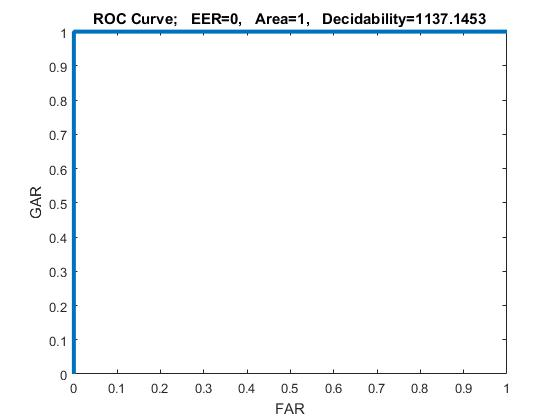 ROC Curve;   EER=0,   Area=1,   Decidability=1137.1453
1
0.9
0.8
0.7
0.6
0.5
0.4
0.3
0.2
0.1
0
GAR
0 0.1 0.2 0.3 0.4 0.5 0.6 0.7 0.8 0.9 1
FAR